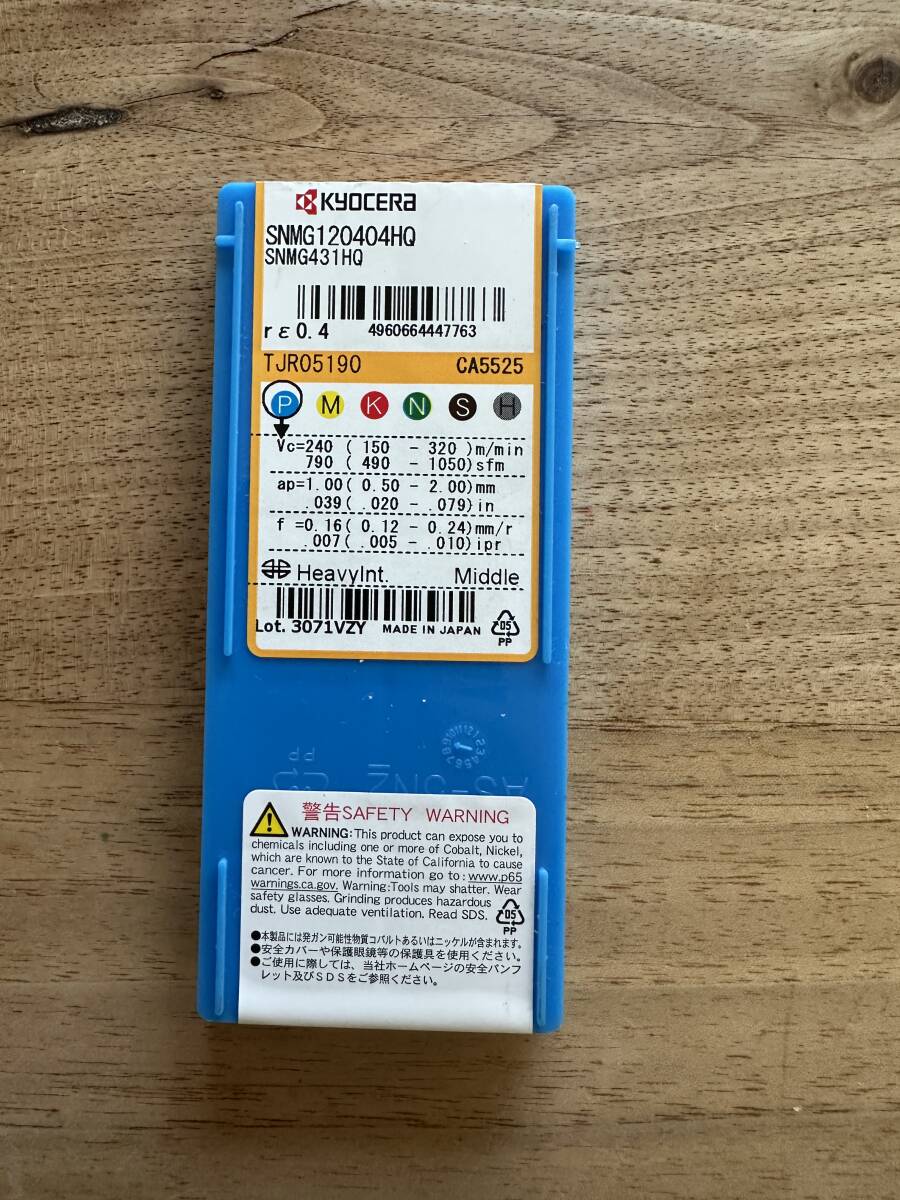 KYOCERA
SNMG120404HQ
SNMG431HQ
rε0.4 4960664447763
TJR05190 CA5525
P M K N S H
Vc=240 ( 150 - 320 )m/min
790 ( 490 - 1050)sfm
ap=1.00( 0.50 - 2.00)mm
.039( .020 - .079)in
f =0.16( 0.12 - 0.24)mm/r
.007( .005 - .010)ipr
HeavyInt. Middle
Lot. 3071VZY MADE IN JAPAN
05
PP
PP
警告SAFETY WARNING
WARNING:This product can expose you to
chemicals including one or more of Cobalt, Nickel,
which are known to the State of California to cause
cancer. For more information go to : www.p65
warnings.ca.gov. Warning:Tools may shatter. Wear
safety glasses. Grinding produces hazardous
dust. Use adequate ventilation. Read SDS.
05
PP
●本製品には発ガン可能性物質コバルトあるいはニッケルが含まれます。
●安全カバーや保護眼鏡等の保護具を使用ください。
●ご使用に際しては、当社ホームページの安全パンフ
レット及びSDSをご参照ください。